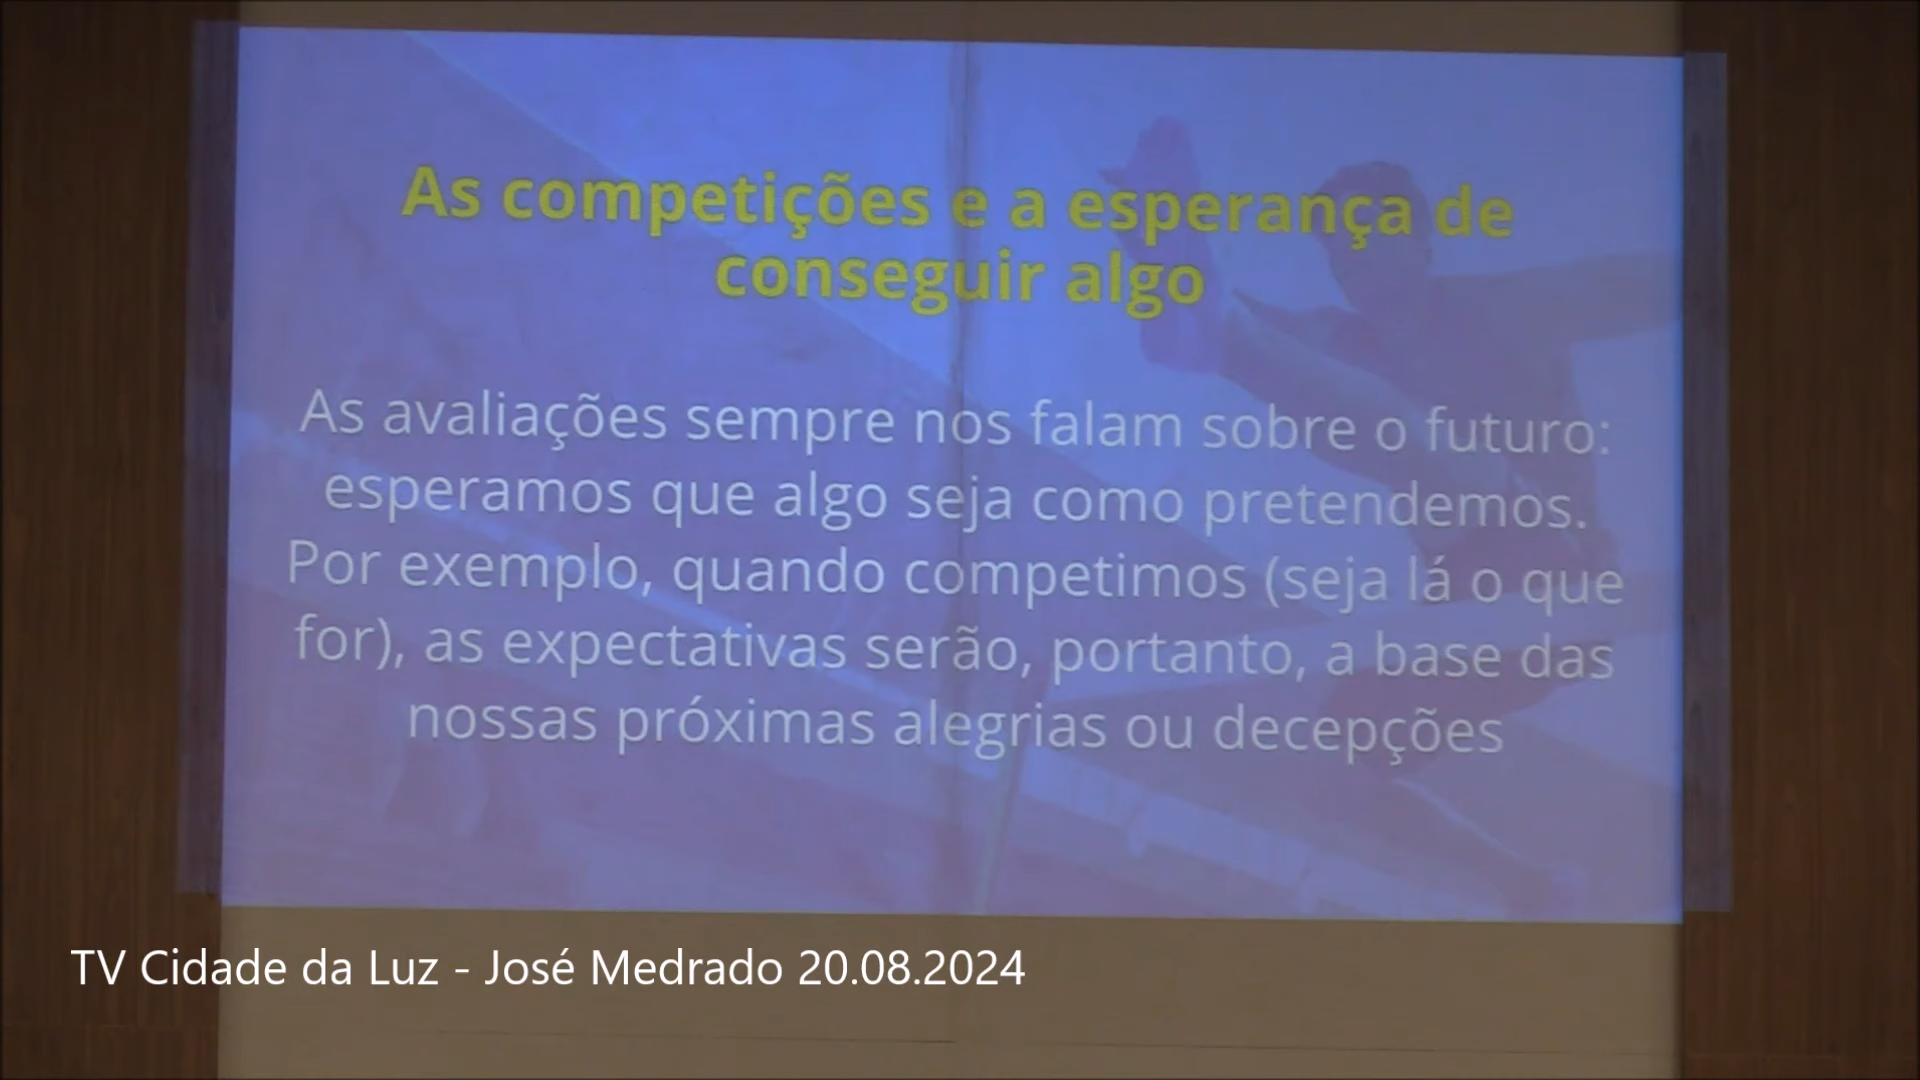 As competições e a esperança de
conseguir algo
As avaliações sempre nos falam sobre o futuro:
esperamos que algo seja como pretendemos.
Por exemplo, quando competimos (seja lá o que
for), as expectativas serão, portanto, a base das
nossas próximas alegrias ou decepções
TV Cidade da Luz - José Medrado 20.08.2024